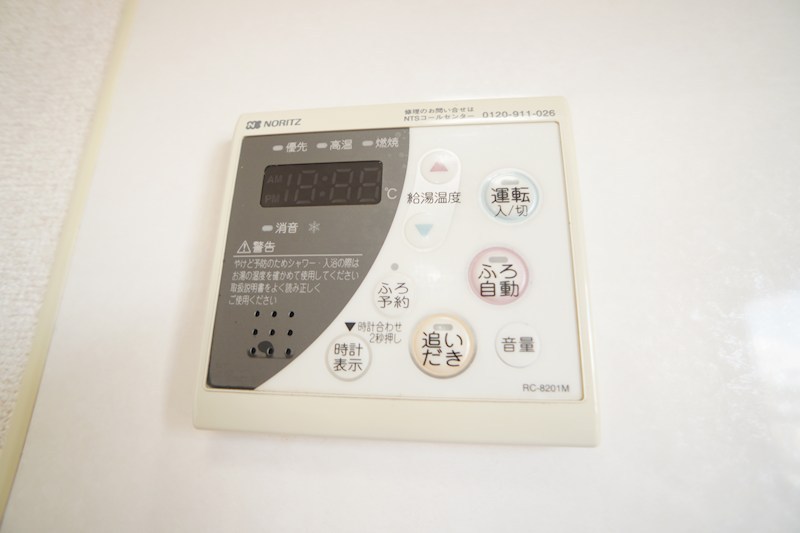 NORITZ
修理のお問い合せは
NTSコールセンター 0120-911-026
優先 高温 燃焼
AM
PM 18:88 ℃
給湯温度
運転
入/切
消音
警告
やけど予防のためシャワー・入浴の際は
お湯の温度を確かめて使用してください
取扱説明書をよく読み正しく
ご使用ください
ふろ
自動
ふろ
予約
▼時計合わせ
2秒押し
時計
表示
追い
だき
音量
RC-8201M